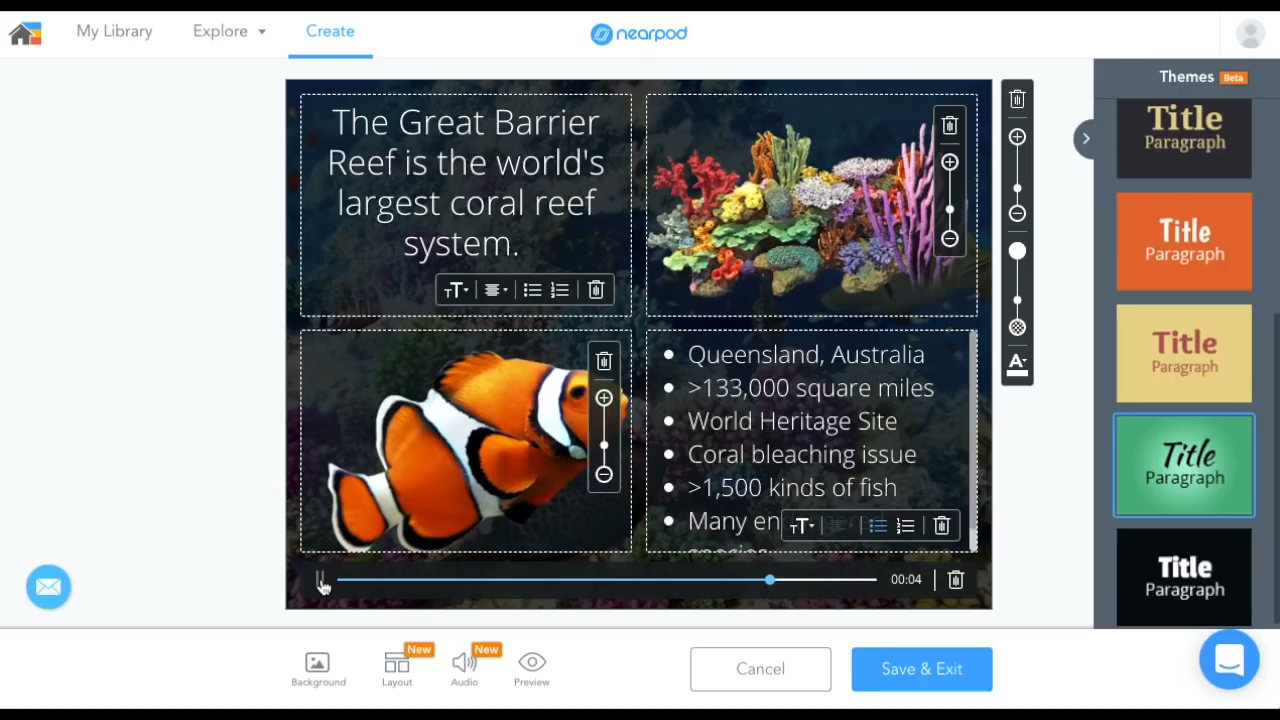 My Library
Explore
Create
nearpod
Themes Beta
The Great Barrier
Reef is the world's
largest coral reef
system.
Queensland, Australia
>133,000 square miles
World Heritage Site
Coral bleaching issue
>1,500 kinds of fish
Many
00:04
Title
Paragraph
Title
Paragraph
Title
Paragraph
Title
Paragraph
Title
Paragraph
Background
New
Layout
New
Audio
Preview
Cancel
Save & Exit